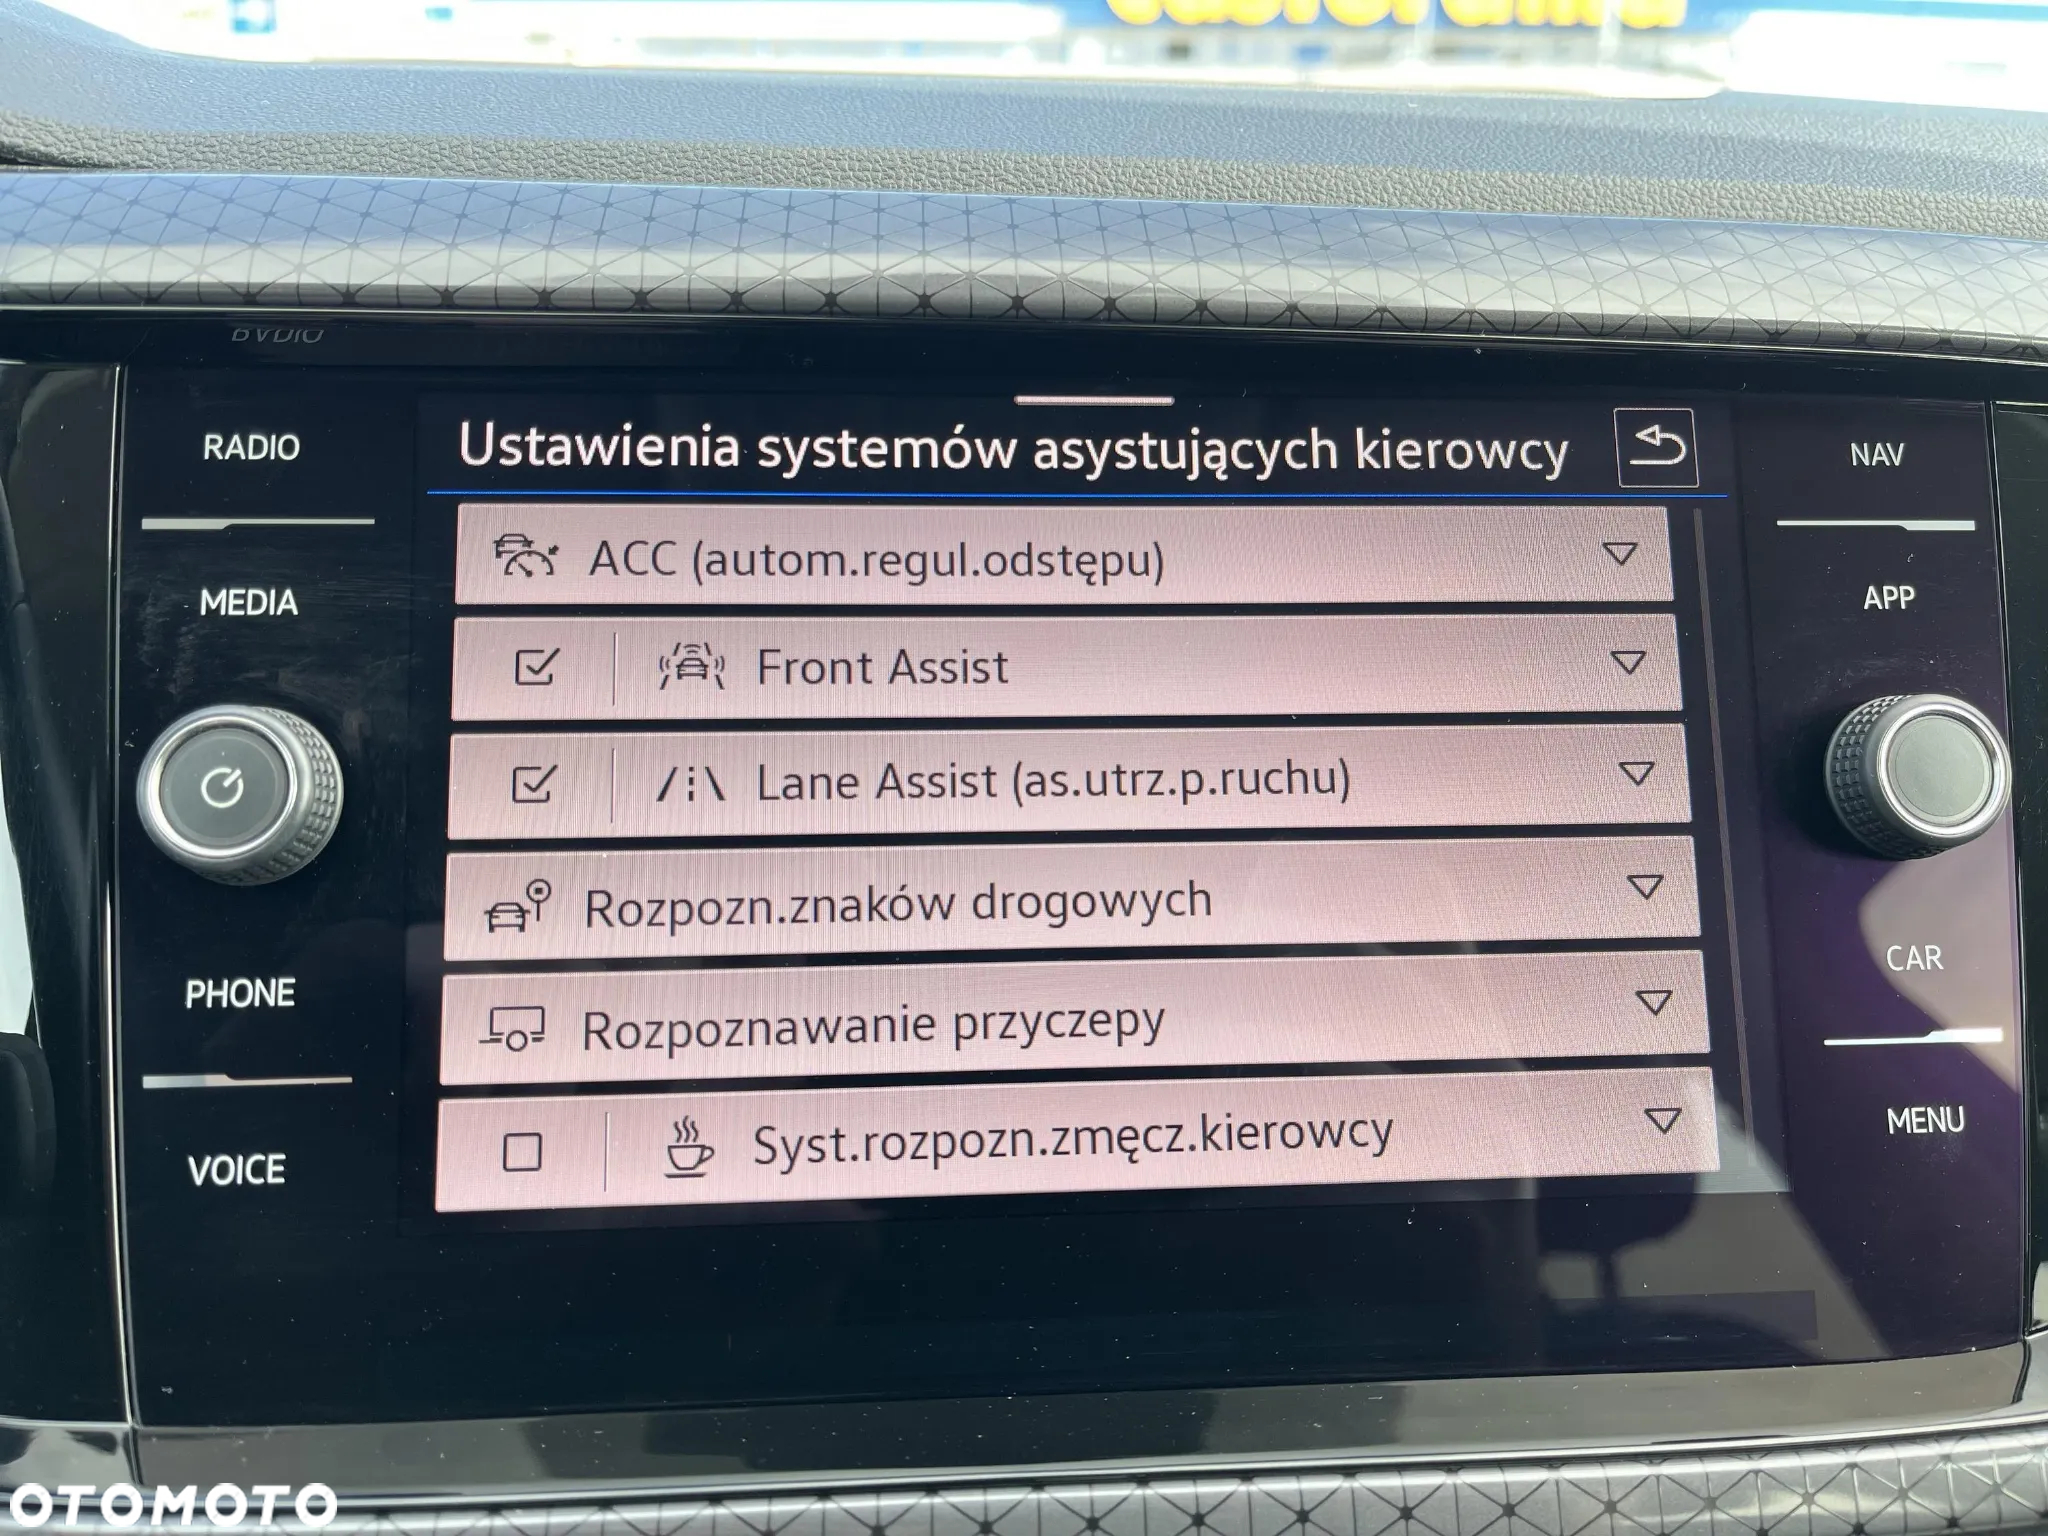 RADIO
MEDIA
PHONE
VOICE
Ustawienia systemów asystujących kierowcy
ACC (autom.regul.odstępu)
Front Assist
Lane Assist (as.utrz.p.ruchu)
Rozpozn.znaków drogowych
Rozpoznawanie przyczepy
Syst.rozpozn.zmęcz.kierowcy
NAV
APP
CAR
MENU
OTOMOTO